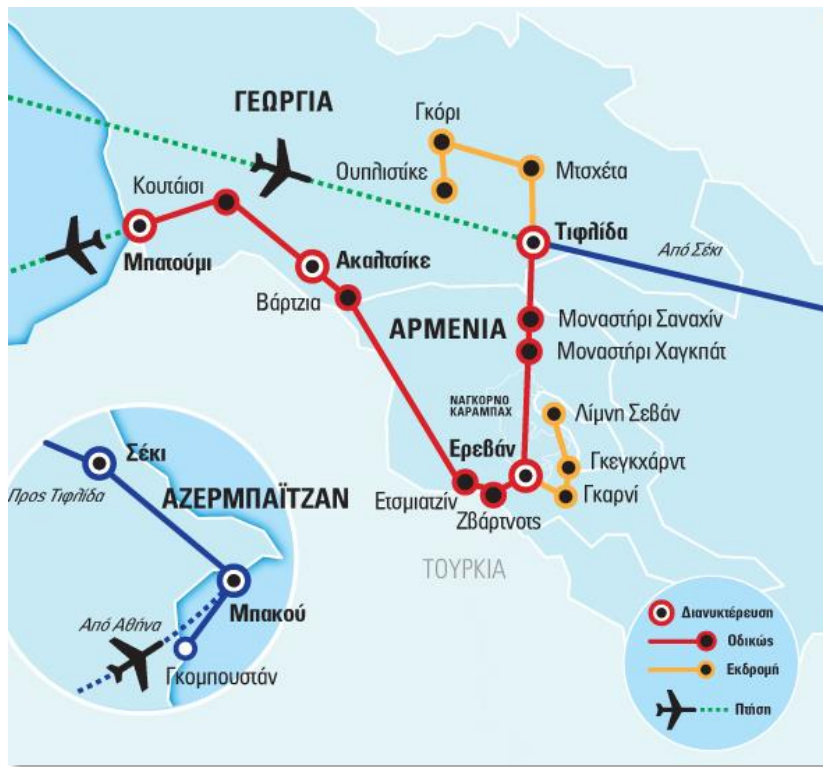 ΓΕΩΡΓΙΑ
Γκόρι
Ουπλιστίκε
Μτσχέτα
Κουτάισι
Τιφλίδα
Από Σέκι
Μπατούμι
Ακαλτσίκε
Βάρτζια
ΑΡΜΕΝΙΑ
Μοναστήρι Σαναχίν
Μοναστήρι Χαγκπάτ
ΝΑΓΚΟΡΝΟ
ΚΑΡΑΜΠΑΧ
Λίμνη Σεβάν
Ερεβάν
Γκεγκχάρντ
Ετσμιατζίν
Γκαρνί
Ζβάρτνοτς
ΤΟΥΡΚΙΑ
Σέκι
Προς Τιφλίδα
ΑΖΕΡΜΠΑΪΤΖΑΝ
Μπακού
Από Αθήνα
Γκομπουστάν
Διανυκτέρευση
Οδικώς
Εκδρομή
Πτήση